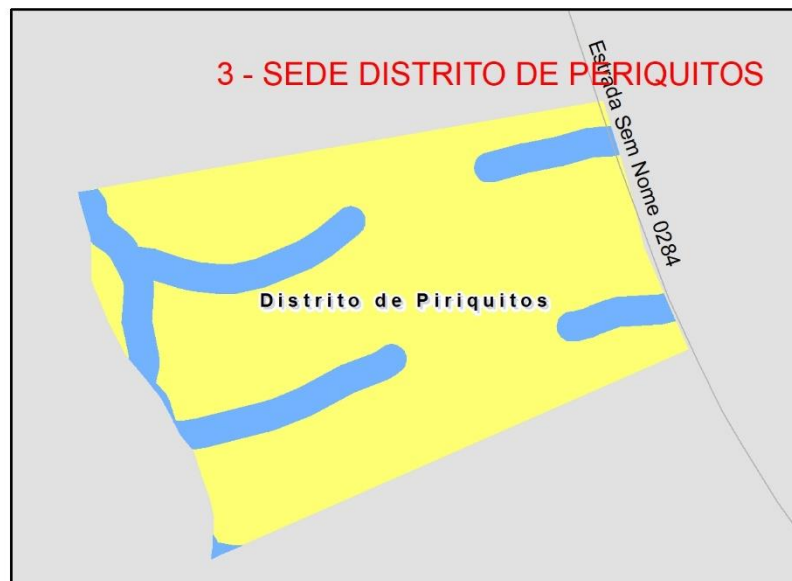 3 - SEDE DISTRITO DE PERIQUITOS
Estrada Sem Nome 0284
Distrito de Piriquitos